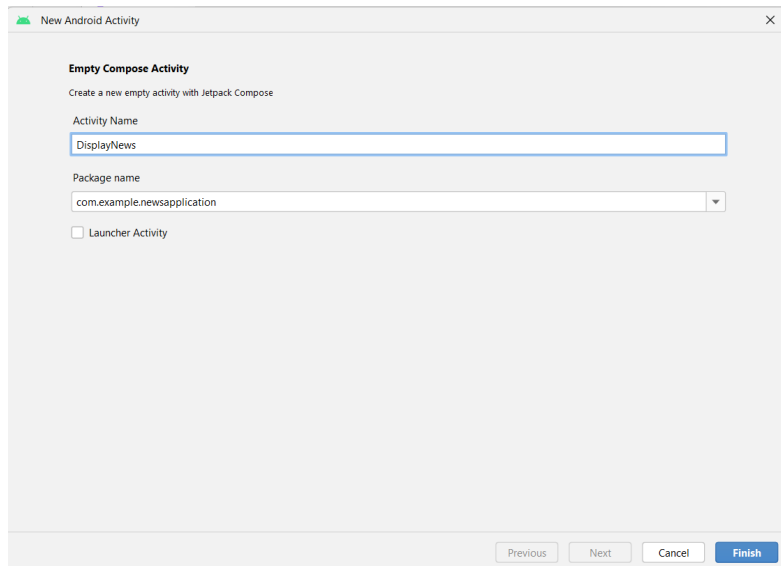 New Android Activity
Empty Compose Activity
Create a new empty activity with Jetpack Compose
Activity Name
DisplayNews
Package name
com.example.newsapplication
Launcher Activity
Previous Next Cancel Finish